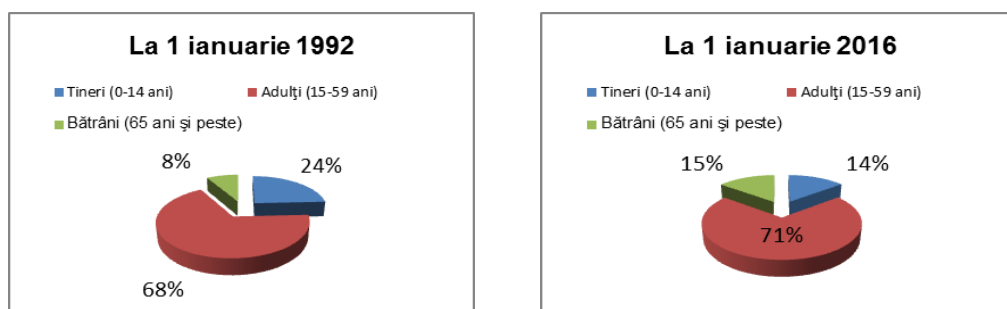 La 1 ianuarie 1992
Tineri (0-14 ani) Adulţi (15-59 ani)
Bătrâni (65 ani şi peste)
8% 24%
68%
La 1 ianuarie 2016
Tineri (0-14 ani) Adulţi (15-59 ani)
Bătrâni (65 ani şi peste)
15% 14%
71%